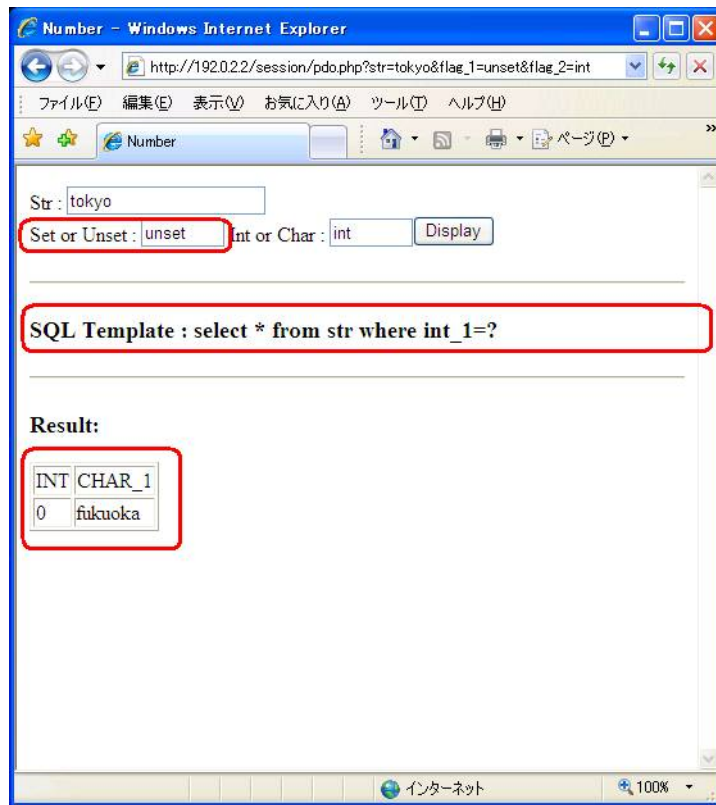 Number - Windows Internet Explorer
http://192.0.2.2/session/pdo.php?str=tokyo&flag_1=unset&flag_2=int
ファイル(F) 編集(E) 表示(V) お気に入り(A) ツール(T) ヘルプ(H)
Number ページ(P) »
Str : tokyo
Set or Unset : unset Int or Char : int Display
SQL Template : select * from str where int_1=?
Result:
INT CHAR_1
0 fukuoka
インターネット 100%